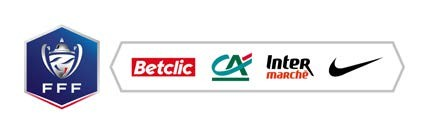 FFF
Betclic
CA
Inter
marché